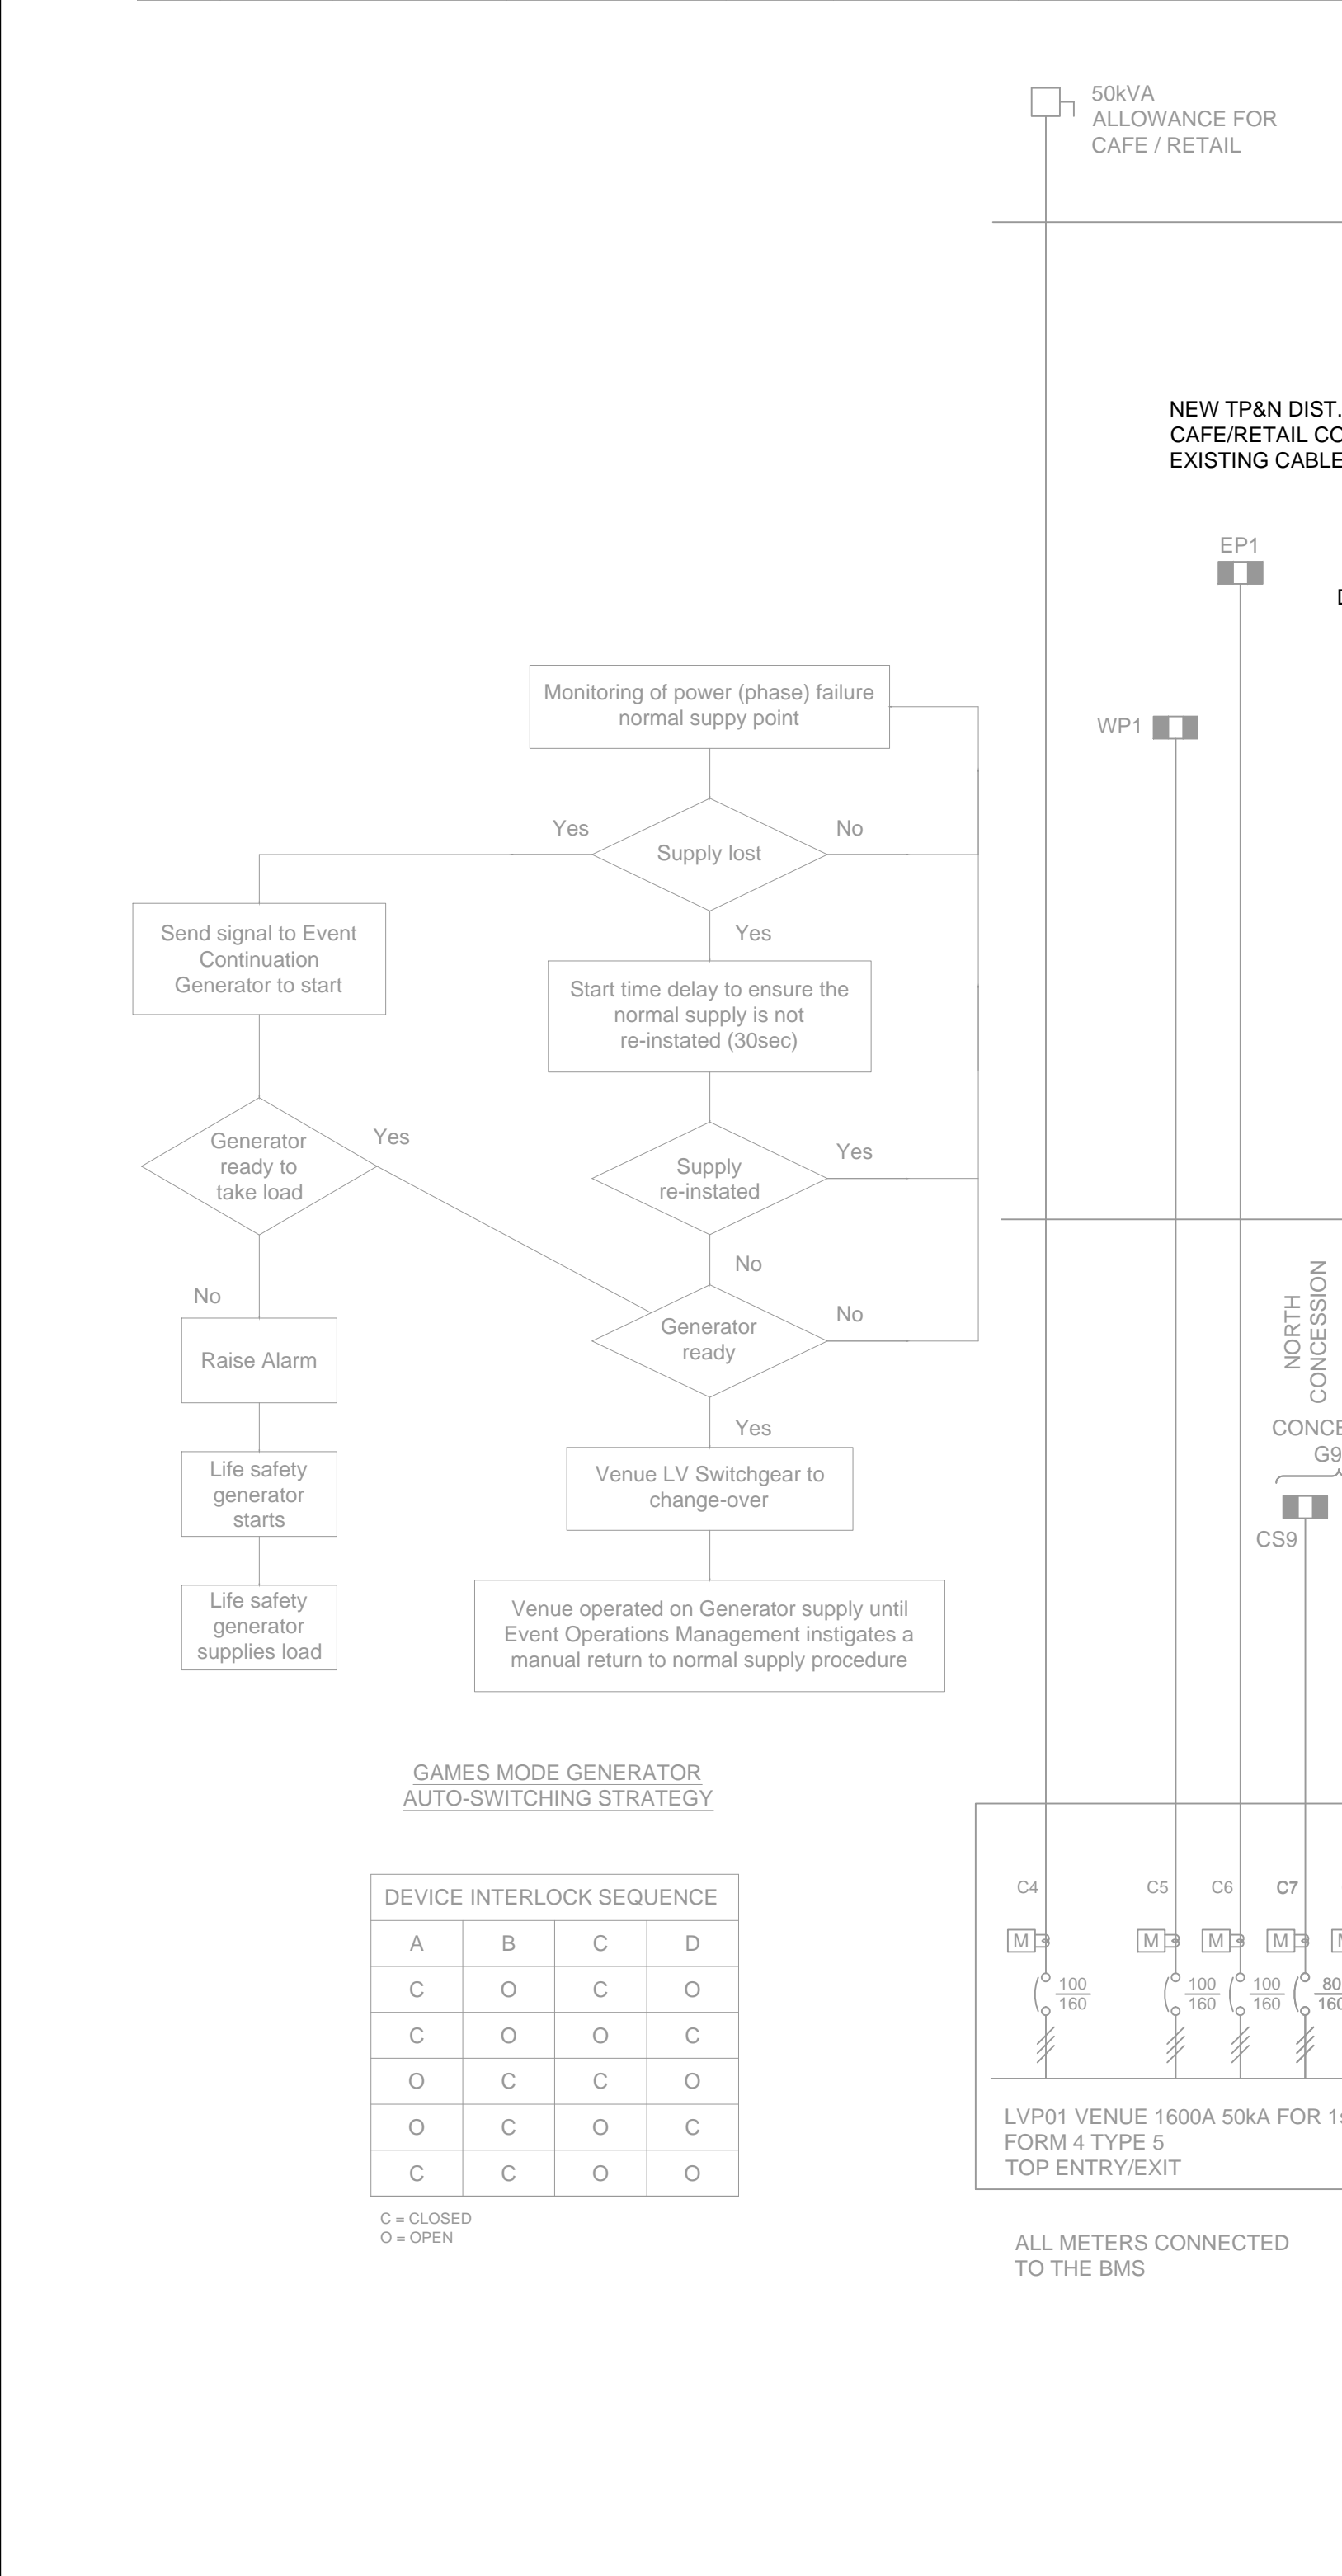 50kVA
ALLOWANCE FOR
CAFE / RETAIL
NEW TP&N DIST.
CAFE/RETAIL CO
EXISTING CABLE
EP1
WP1
Monitoring of power (phase) failure
normal suppy point
Yes
No
Supply lost
Send signal to Event
Continuation
Generator to start
Yes
Start time delay to ensure the
normal supply is not
re-instated (30sec)
Generator
ready to
take load
Yes
Supply
re-instated
Yes
No
No
Generator
ready
No
Raise Alarm
Yes
Life safety
generator
starts
Venue LV Switchgear to
change-over
Life safety
generator
supplies load
Venue operated on Generator supply until
Event Operations Management instigates a
manual return to normal supply procedure
NORTH
CONCESSION
CONCE
G9
CS9
GAMES MODE GENERATOR
AUTO-SWITCHING STRATEGY
DEVICE INTERLOCK SEQUENCE
A B C D
C O C O
C O O C
O C C O
O C O C
C C O O
C = CLOSED
O = OPEN
C4 C5 C6 C7
M M M M
100 100 100 80
160 160 160 160
LVP01 VENUE 1600A 50kA FOR 1s
FORM 4 TYPE 5
TOP ENTRY/EXIT
ALL METERS CONNECTED
TO THE BMS